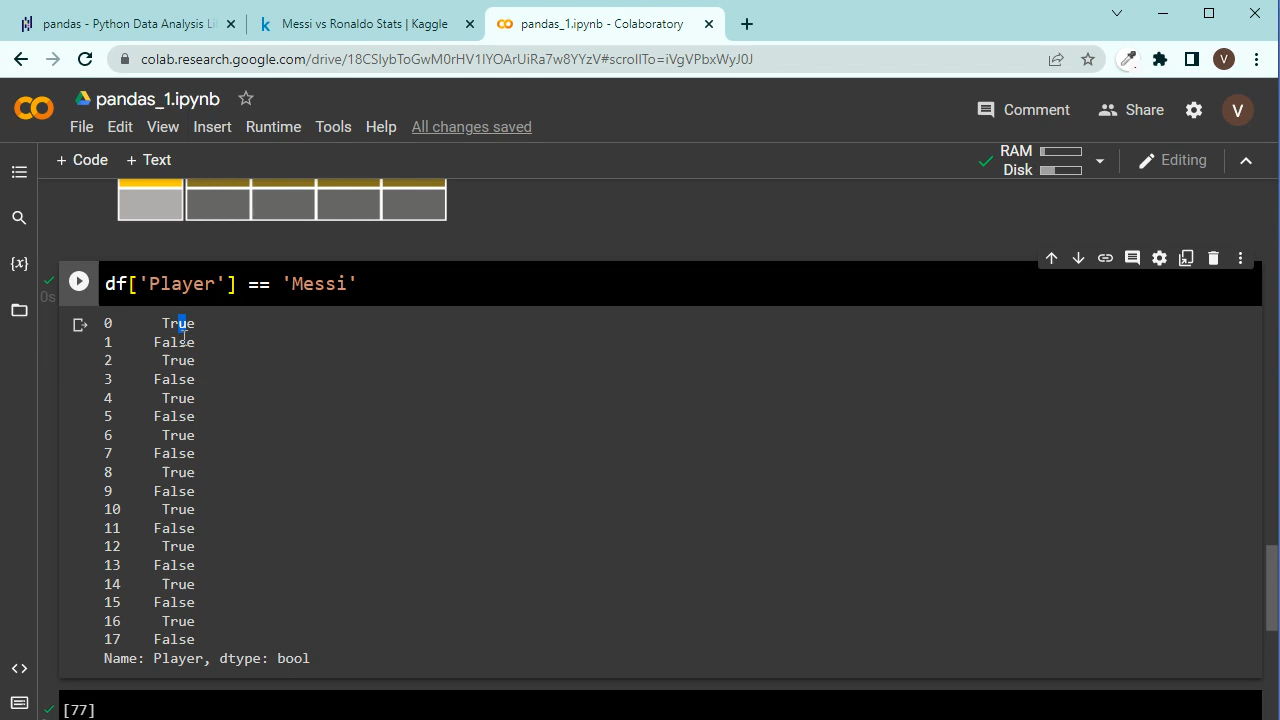 pandas - Python Data Analysis Li
Messi vs Ronaldo Stats | Kaggle
pandas_1.ipynb - Colaboratory
colab.research.google.com/drive/18CSIybToGwM0rHV1IYOArUiRa7w8YYzV#scrollTo=iVgVPbxWyJ0J
V
pandas_1.ipynb
Comment
Share
V
File Edit View Insert Runtime Tools Help All changes saved
+ Code + Text
RAM
Disk
Editing
df['Player'] == 'Messi'
0s
0 True
1 False
2 True
3 False
4 True
5 False
6 True
7 False
8 True
9 False
10 True
11 False
12 True
13 False
14 True
15 False
16 True
17 False
Name: Player, dtype: bool
[77]